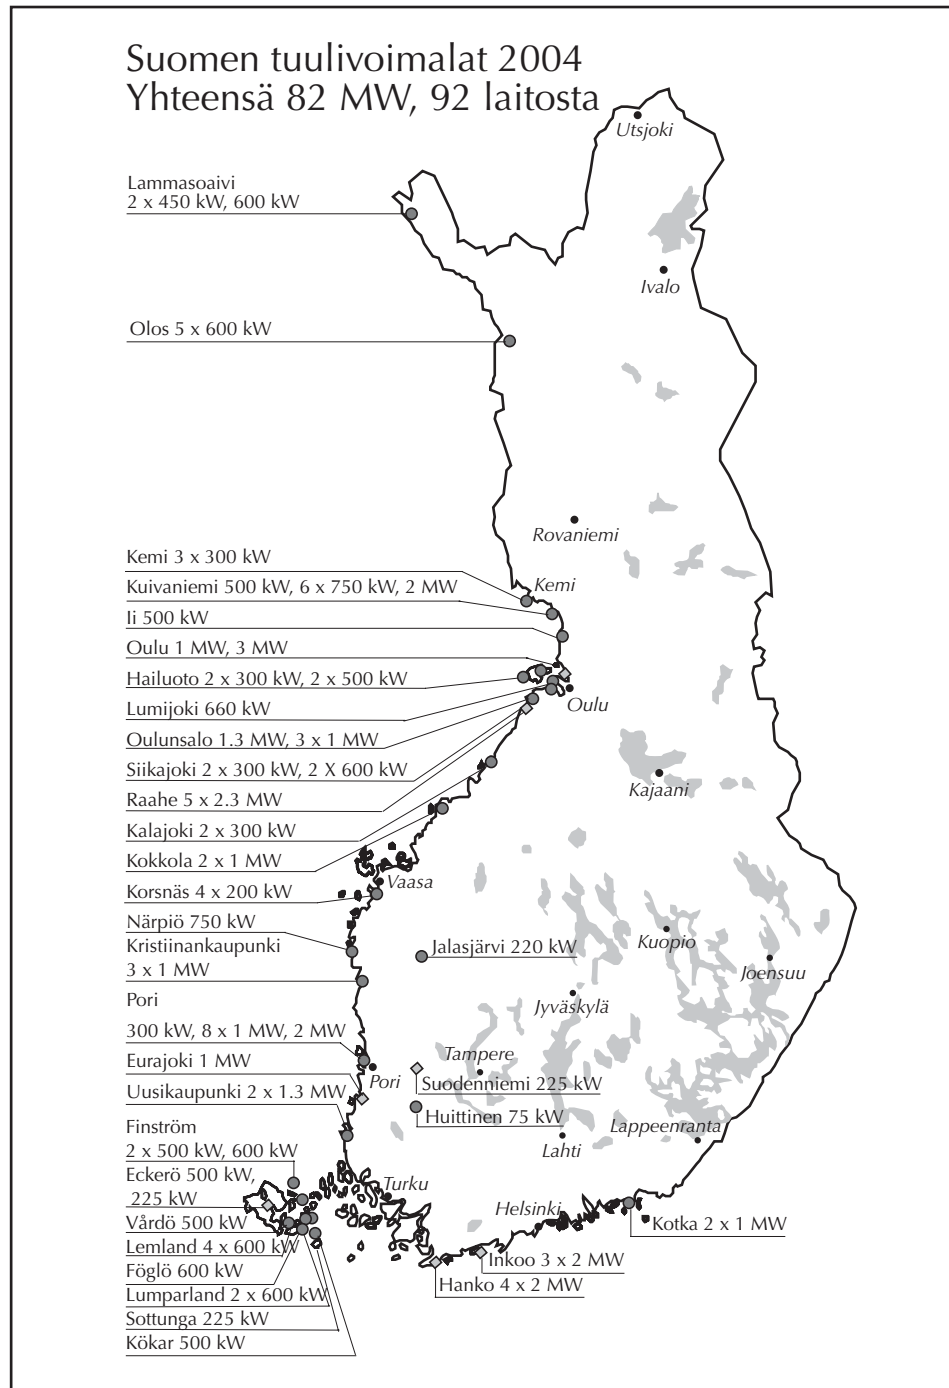 Suomen tuulivoimalat 2004
Yhteensä 82 MW, 92 laitosta
Utsjoki
Lammasoaivi
2 x 450 kW, 600 kW
Ivalo
Olos 5 x 600 kW
Rovaniemi
Kemi 3 x 300 kW
Kemi
Kuivaniemi 500 kW, 6 x 750 kW, 2 MW
Ii 500 kW
Oulu 1 MW, 3 MW
Hailuoto 2 x 300 kW, 2 x 500 kW
Oulu
Lumijoki 660 kW
Oulunsalo 1.3 MW, 3 x 1 MW
Siikajoki 2 x 300 kW, 2 X 600 kW
Kajaani
Raahe 5 x 2.3 MW
Kalajoki 2 x 300 kW
Kokkola 2 x 1 MW
Vaasa
Korsnäs 4 x 200 kW
Närpiö 750 kW
Kuopio
Kristiinankaupunki
3 x 1 MW
Jalasjärvi 220 kW
Joensuu
Pori
300 kW, 8 x 1 MW, 2 MW
Jyväskylä
Eurajoki 1 MW
Tampere
Pori
Suodenniemi 225 kW
Uusikaupunki 2 x 1.3 MW
Huittinen 75 kW
Lappeenranta
Finström
2 x 500 kW, 600 kW
Lahti
Eckerö 500 kW,
225 kW
Turku
Helsinki
Vårdö 500 kW
Kotka 2 x 1 MW
Lemland 4 x 600 kW
Inkoo 3 x 2 MW
Föglö 600 kW
Hanko 4 x 2 MW
Lumparland 2 x 600 kW
Sottunga 225 kW
Kökar 500 kW